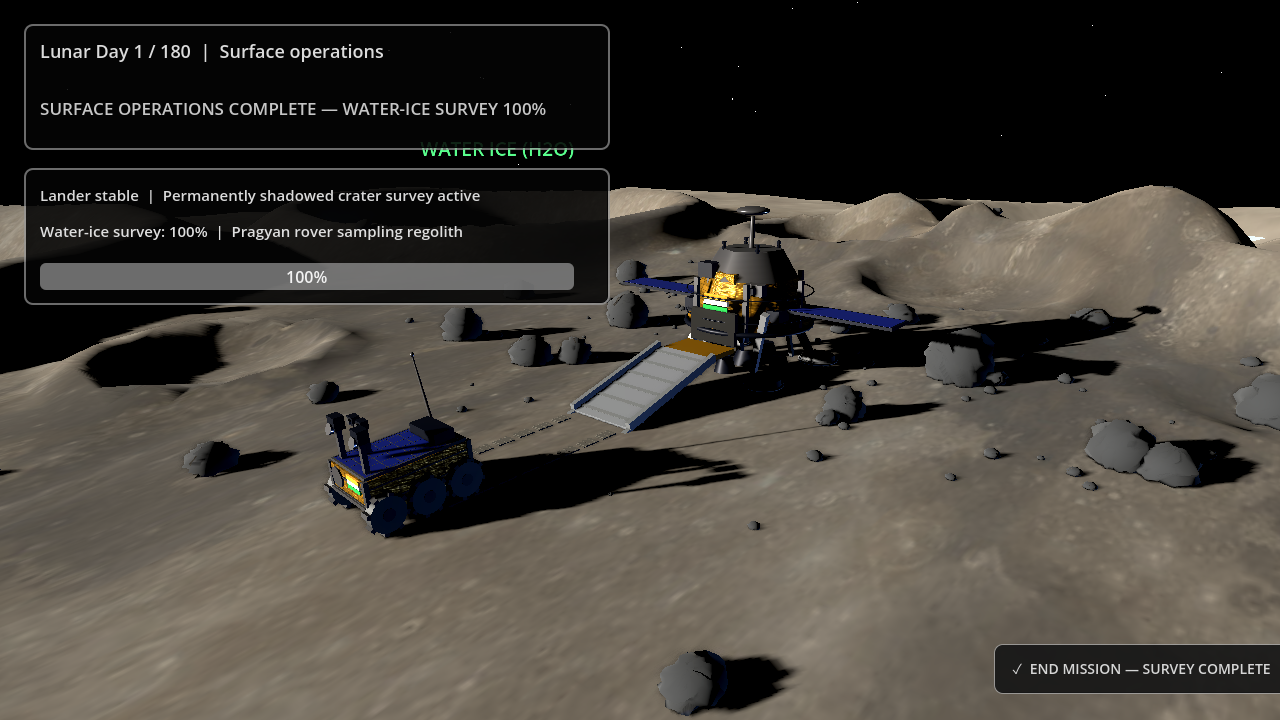 Lunar Day 1 / 180 | Surface operations
SURFACE OPERATIONS COMPLETE — WATER-ICE SURVEY 100%
WATER ICE (H2O)
Lander stable | Permanently shadowed crater survey active
Water-ice survey: 100% | Pragyan rover sampling regolith
100%
✓ END MISSION — SURVEY COMPLETE